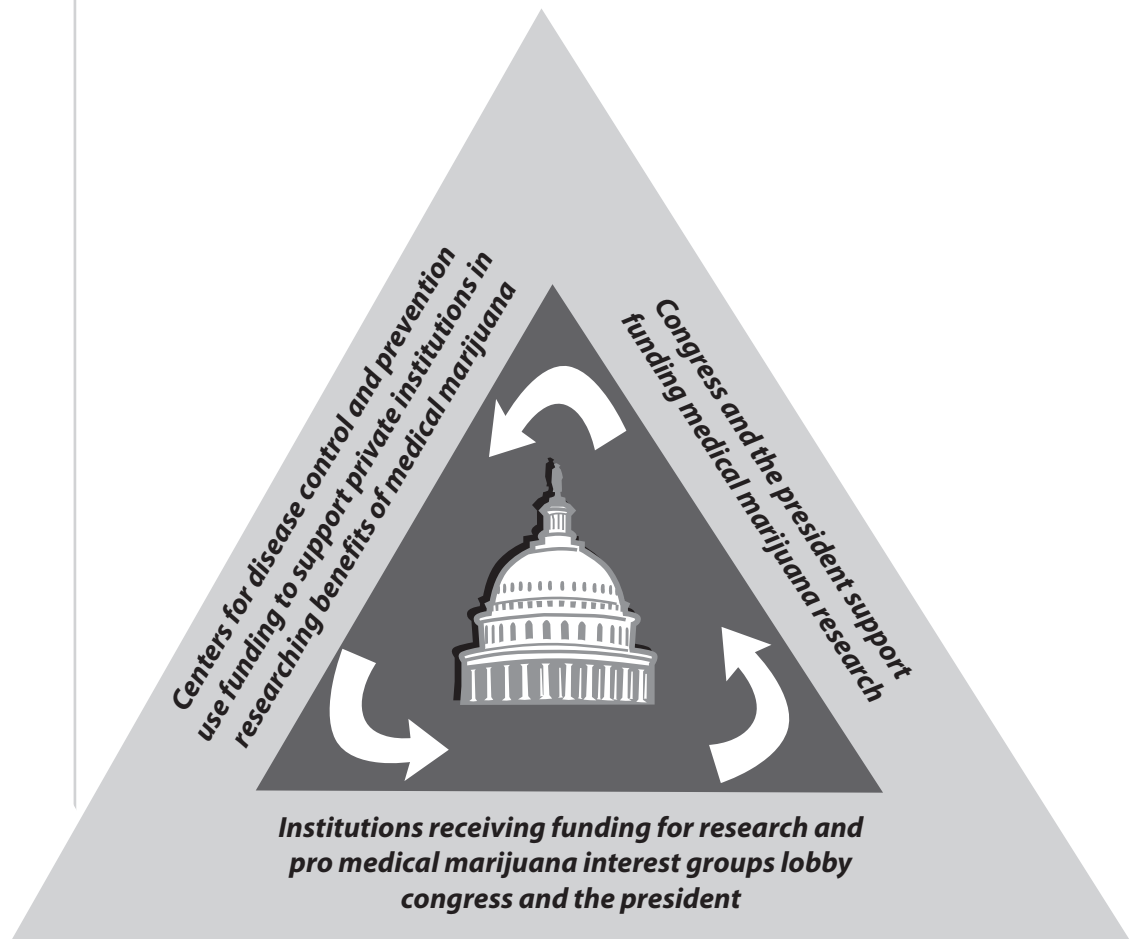 Centers for disease control and prevention
use funding to support private institutions in
researching benefits of medical marijuana
Congress and the president support
funding medical marijuana research
Institutions receiving funding for research and
pro medical marijuana interest groups lobby
congress and the president